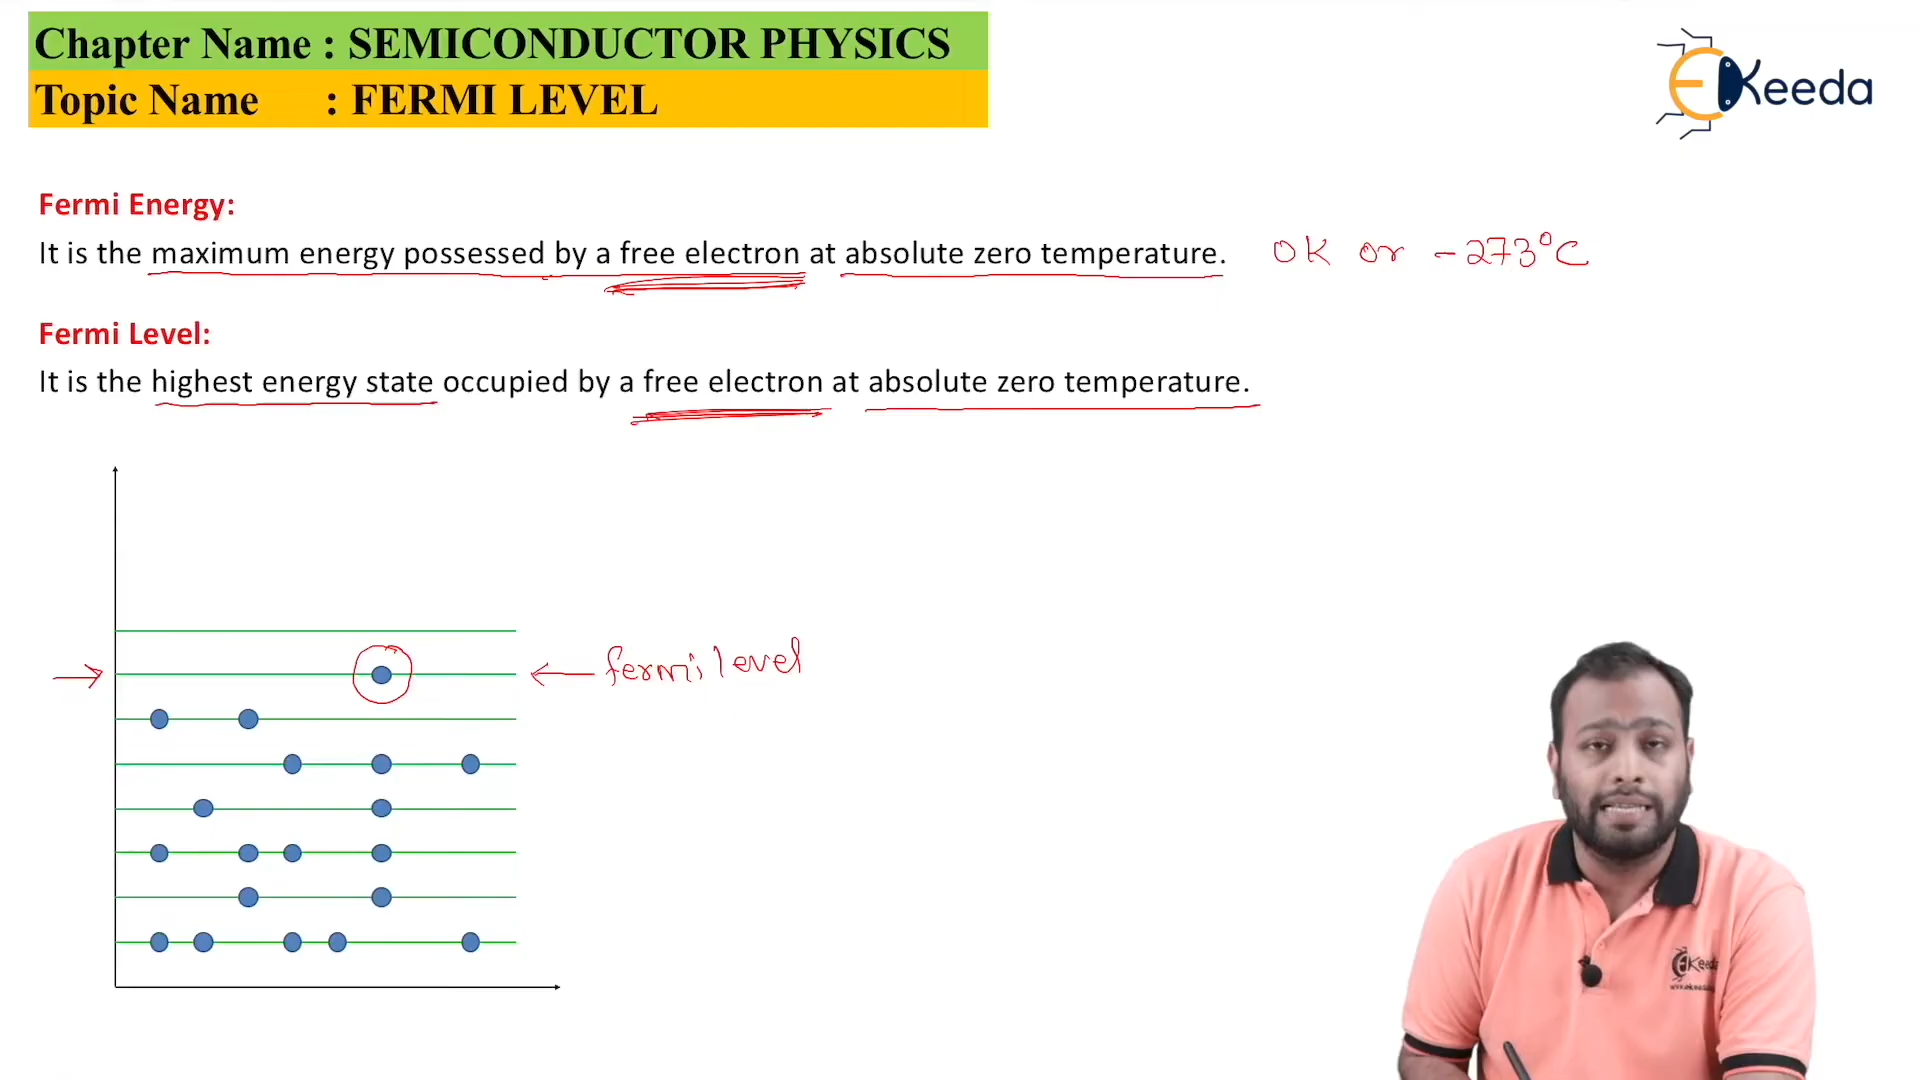 Chapter Name : SEMICONDUCTOR PHYSICS
Topic Name : FERMI LEVEL
EKeeda
Fermi Energy:
It is the maximum energy possessed by a free electron at absolute zero temperature. 0K or -273°C
Fermi Level:
It is the highest energy state occupied by a free electron at absolute zero temperature.
fermi level
EKeeda